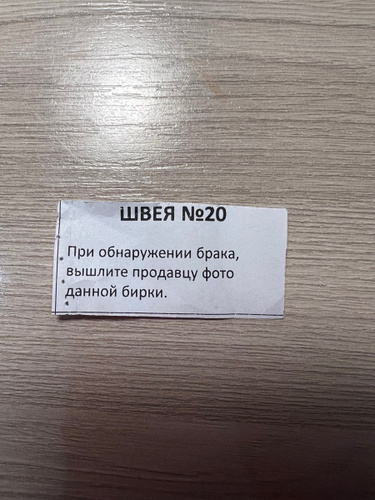 ШВЕЯ №20
При обнаружении брака,
вышлите продавцу фото
данной бирки.